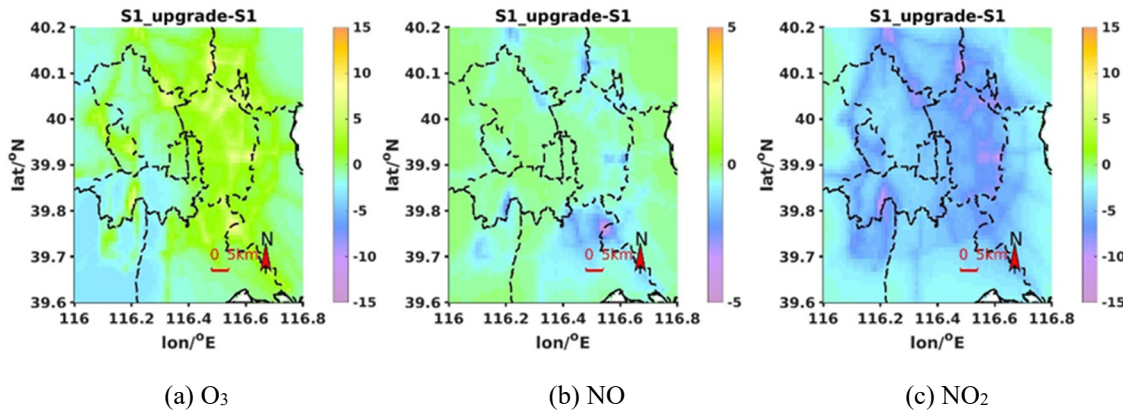 S1_upgrade-S1
40.2
40.1
40
39.9
39.8
39.7
39.6
lat/°N
116
116.2
116.4
116.6
116.8
lon/°E
0 5km
N
15
10
5
0
-5
-10
-15
(a) O₃
S1_upgrade-S1
40.2
40.1
40
39.9
39.8
39.7
39.6
lat/°N
116
116.2
116.4
116.6
116.8
lon/°E
0 5km
N
5
0
-5
(b) NO
S1_upgrade-S1
40.2
40.1
40
39.9
39.8
39.7
39.6
lat/°N
116
116.2
116.4
116.6
116.8
lon/°E
0 5km
N
15
10
5
0
-5
-10
-15
(c) NO₂